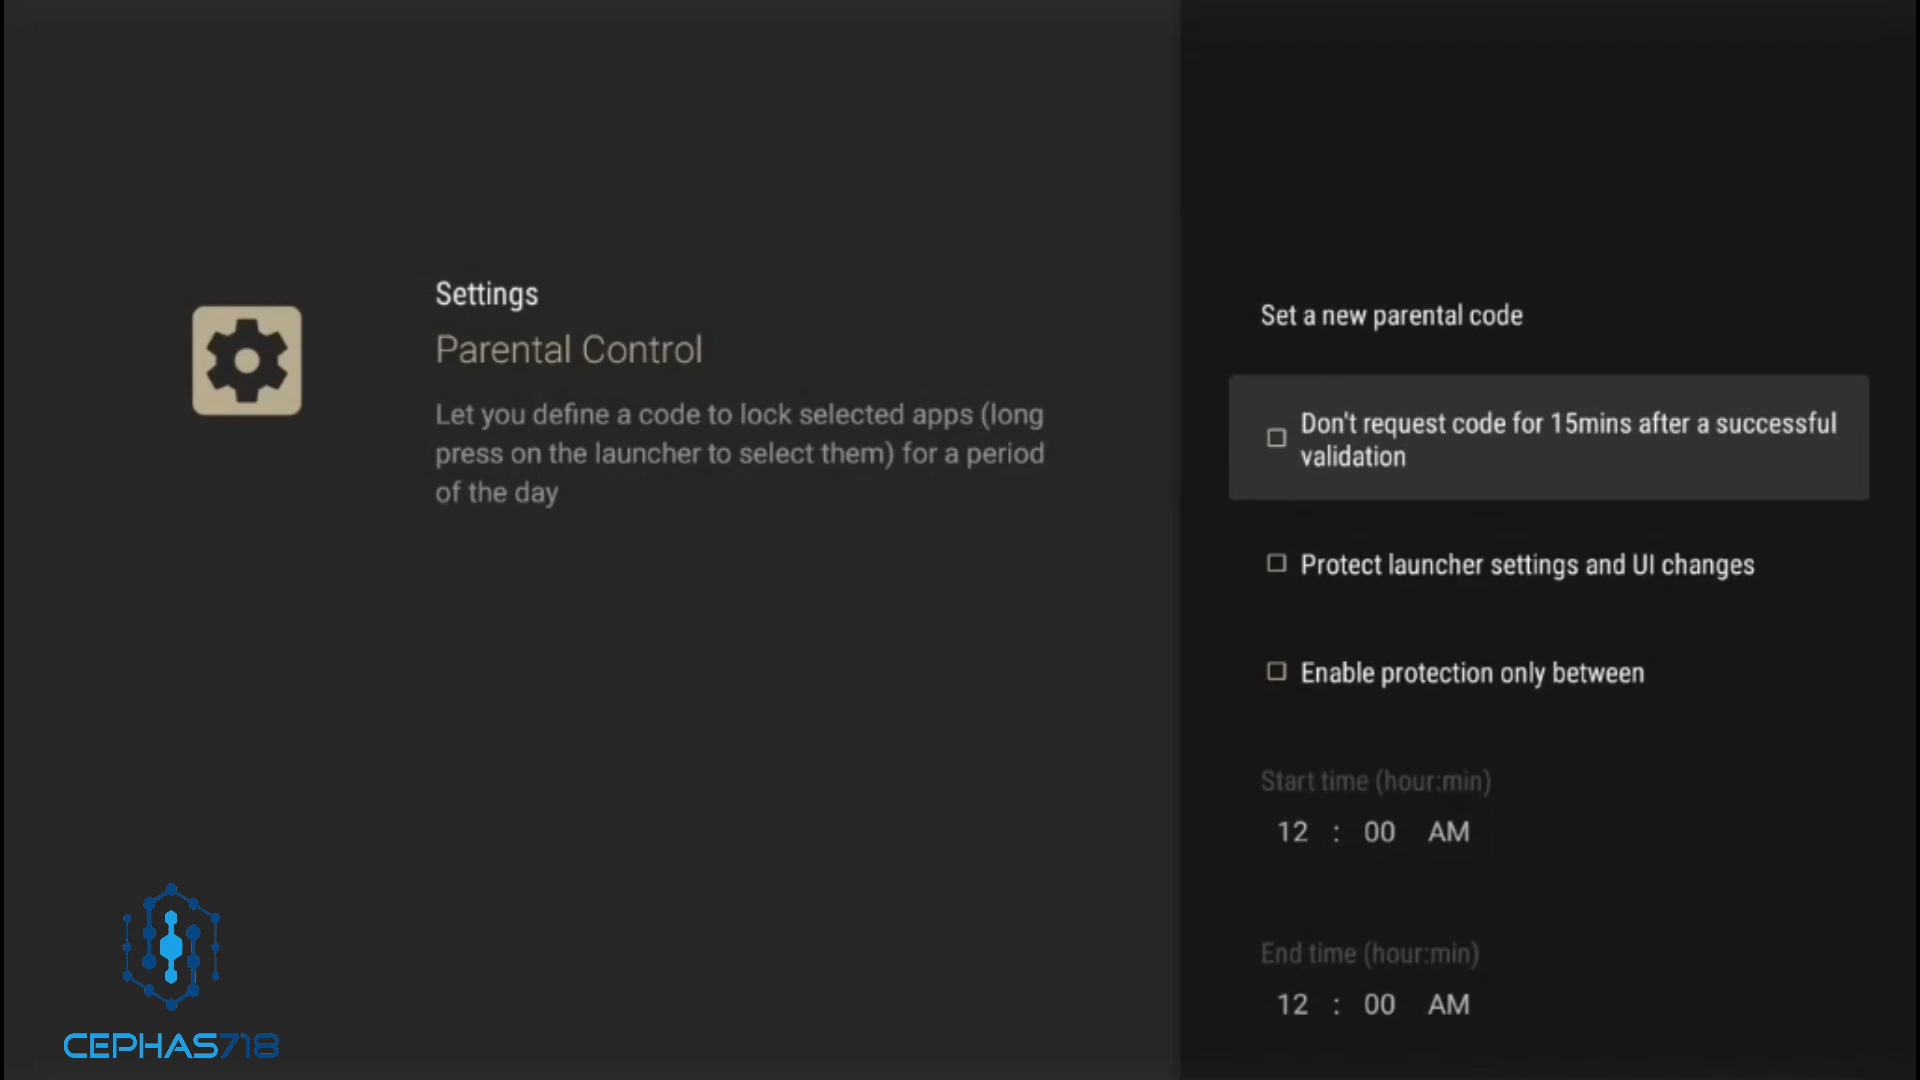 Settings
Parental Control
Let you define a code to lock selected apps (long
press on the launcher to select them) for a period
of the day
Set a new parental code
Don't request code for 15mins after a successful
validation
Protect launcher settings and UI changes
Enable protection only between
Start time (hour:min)
12 : 00 AM
End time (hour:min)
12 : 00 AM
CEPHAS718